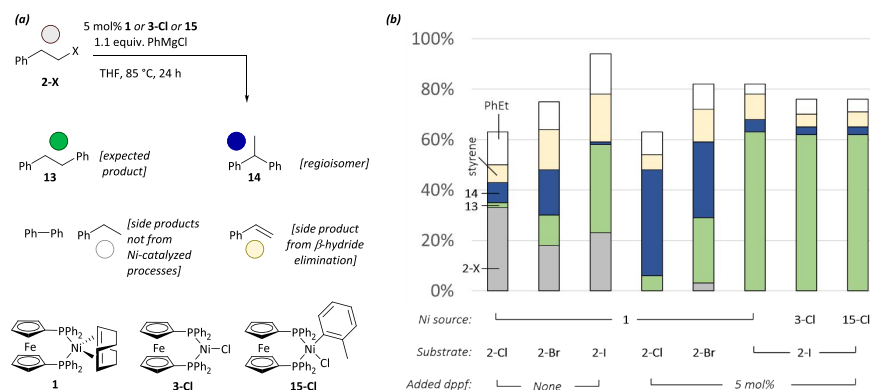 (a)
5 mol% 1 or 3-Cl or 15
1.1 equiv. PhMgCl
Ph
X
2-X
THF, 85 °C, 24 h
Ph
Ph
13
[expected
product]
Ph
Ph
14
[regioisomer]
Ph—Ph
Ph
[side products
not from
Ni-catalyzed
processes]
Ph
[side product
from β-hydride
elimination]
PPh2
Fe
Ni
PPh2
1
PPh2
Fe
Ni
Cl
PPh2
3-Cl
PPh2
Fe
Ni
Cl
PPh2
15-Cl
(b)
100%
80%
60%
40%
20%
0%
PhEt
styrene
14
13
2-X
Ni source:
1
3-Cl
15-Cl
Substrate:
2-Cl
2-Br
2-I
2-Cl
2-Br
2-I
Added dppf:
None
5 mol%